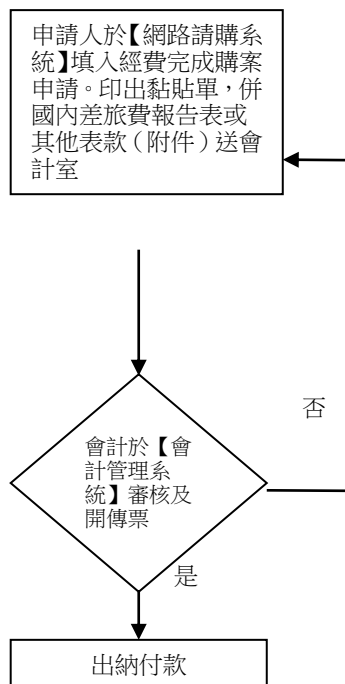 申請人於【網路請購系
統】填入經費完成購案
申請。印出黏貼單，併
國內差旅費報告表或
其他表款（附件）送會
計室
否
會計於【會
計管理系
統】審核及
開傳票
是
出納付款